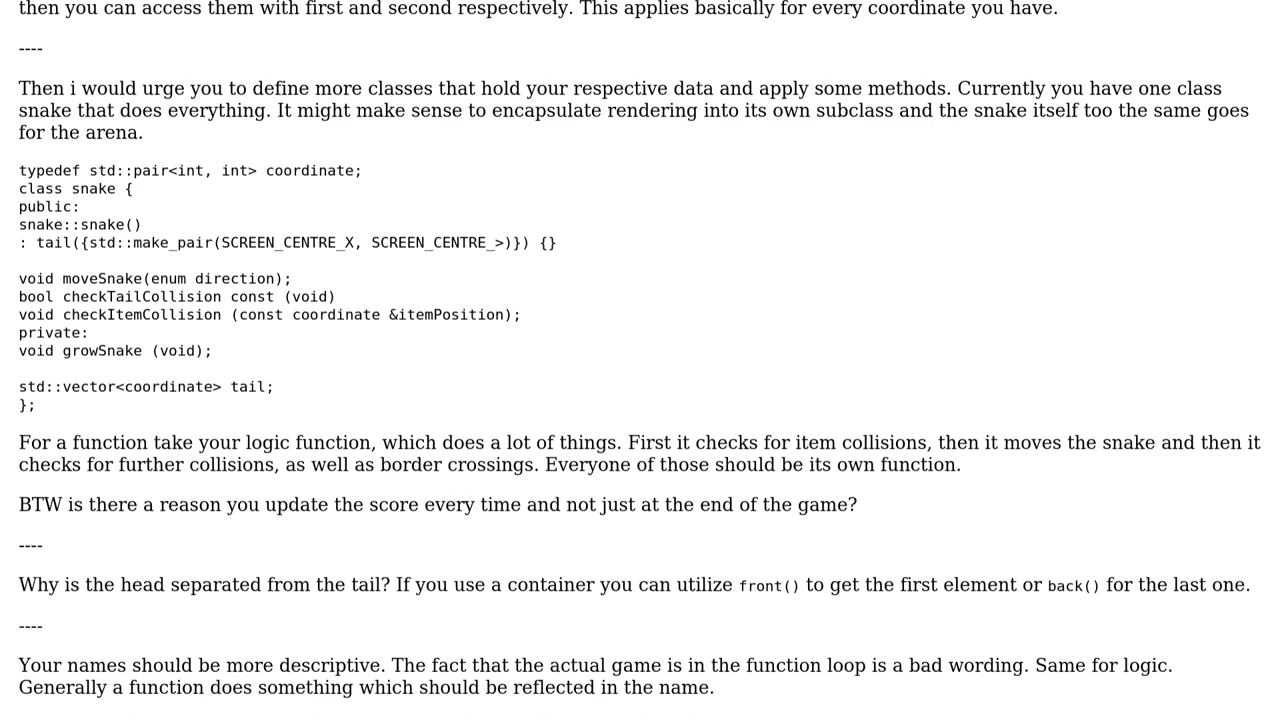 then you can access them with first and second respectively. This applies basically for every coordinate you have.
----
Then i would urge you to define more classes that hold your respective data and apply some methods. Currently you have one class
snake that does everything. It might make sense to encapsulate rendering into its own subclass and the snake itself too the same goes
for the arena.
typedef std::pair<int, int> coordinate;
class snake {
public:
snake::snake()
: tail({std::make_pair(SCREEN_CENTRE_X, SCREEN_CENTRE_>)}) {}
void moveSnake(enum direction);
bool checkTailCollision const (void)
void checkItemCollision (const coordinate &itemPosition);
private:
void growSnake (void);
std::vector<coordinate> tail;
};
For a function take your logic function, which does a lot of things. First it checks for item collisions, then it moves the snake and then it
checks for further collisions, as well as border crossings. Everyone of those should be its own function.
BTW is there a reason you update the score every time and not just at the end of the game?
----
Why is the head separated from the tail? If you use a container you can utilize front() to get the first element or back() for the last one.
----
Your names should be more descriptive. The fact that the actual game is in the function loop is a bad wording. Same for logic.
Generally a function does something which should be reflected in the name.